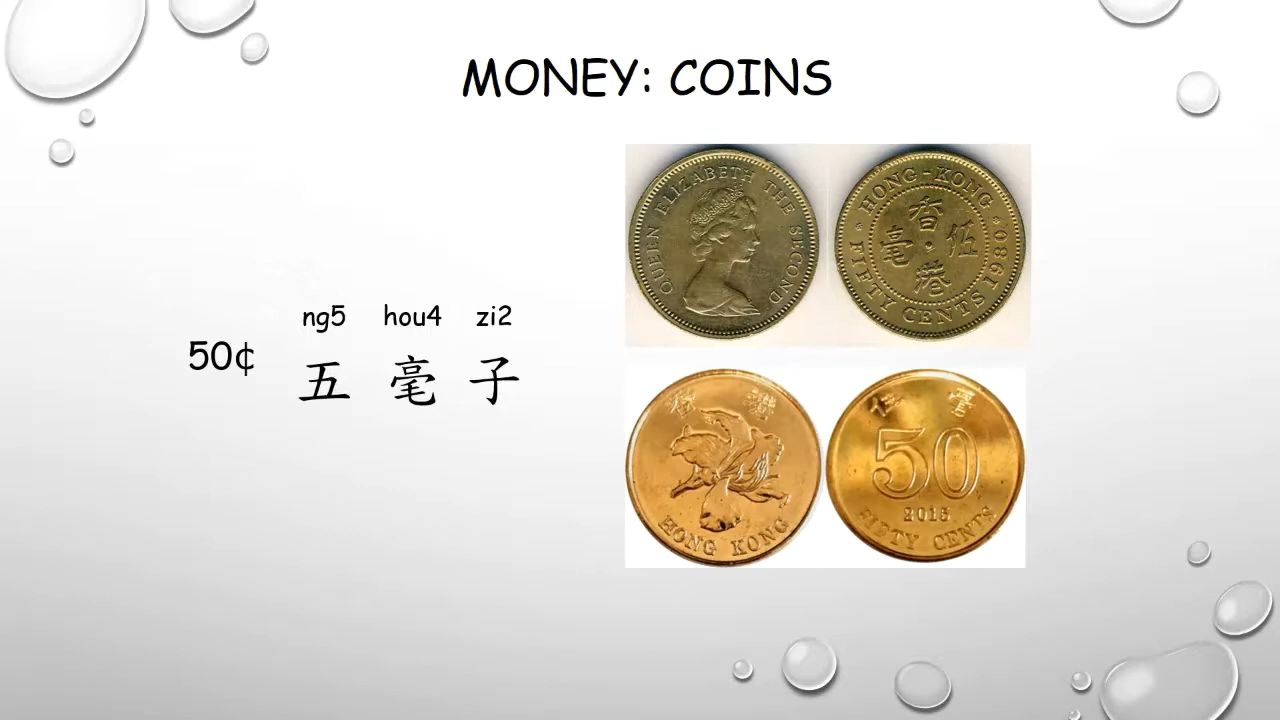 MONEY: COINS
ng5 hou4 zi2
50¢ 五 毫 子
QUEEN ELIZABETH THE SECOND
HONG-KONG
香
毫 伍
港
FIFTY CENTS 1980
香 港
HONG KONG
伍 毫
50
FIFTY CENTS